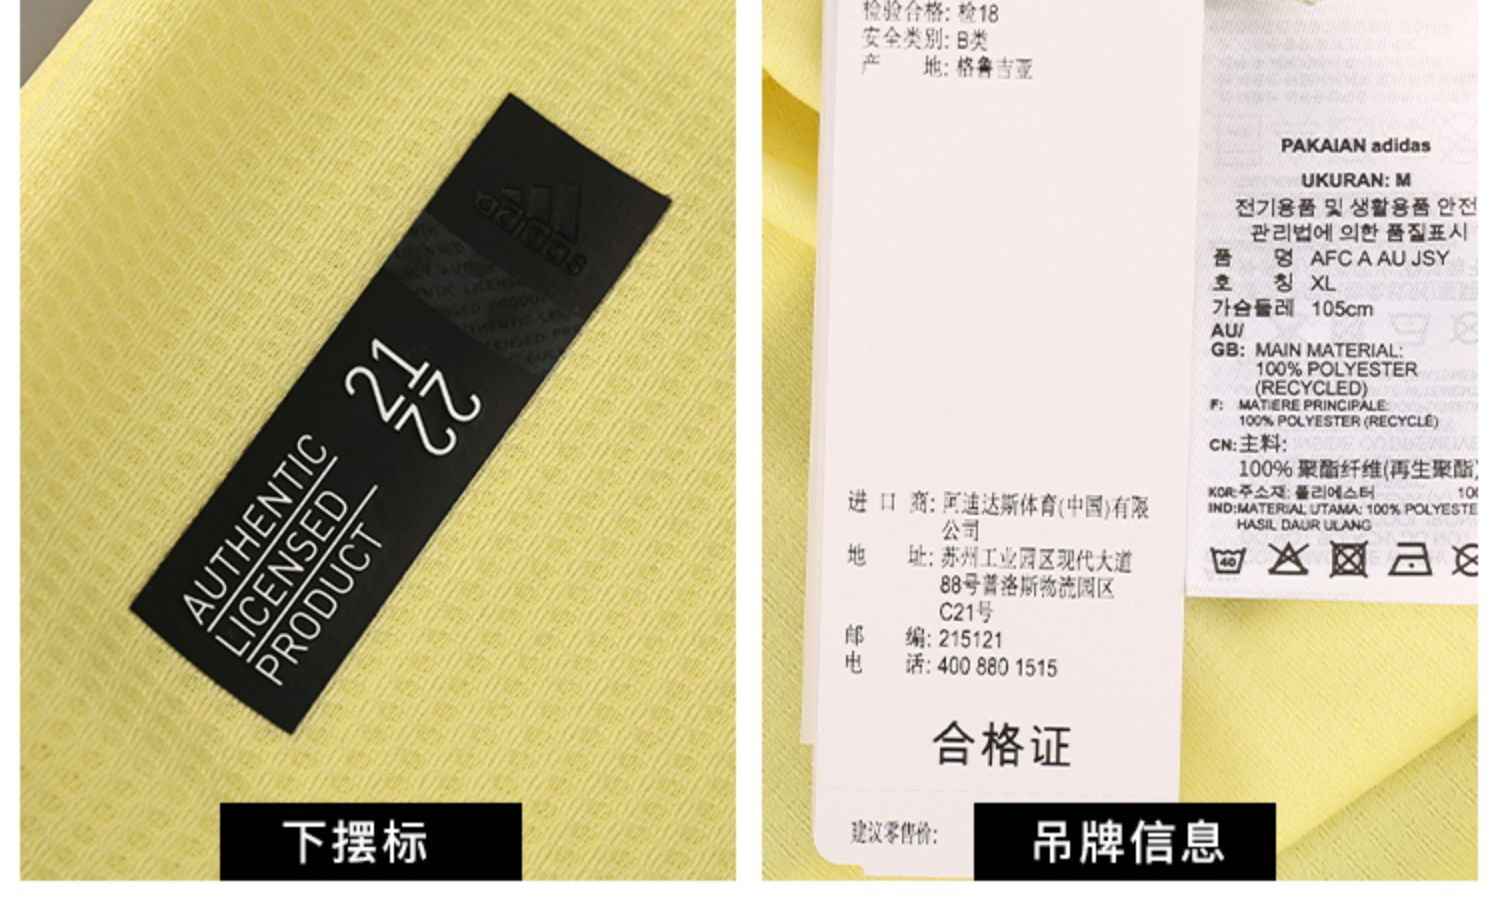 adidas
21
22
AUTHENTIC
LICENSED
PRODUCT
下摆标
检验合格: 检18
安全类别: B类
产 地: 格鲁吉亚
进 口 商: 阿迪达斯体育(中国)有限
公司
地 址: 苏州工业园区现代大道
88号普洛斯物流园区
C21号
邮 编: 215121
电 话: 400 880 1515
合格证
建议零售价:
PAKAIAN adidas
UKURAN: M
전기용품 및 생활용품 안전
관리법에 의한 품질표시
품 명 AFC A AU JSY
호 칭 XL
가슴둘레 105cm
AU/
GB: MAIN MATERIAL:
100% POLYESTER
(RECYCLED)
F: MATIERE PRINCIPALE:
100% POLYESTER (RECYCLÉ)
CN:主料:
100% 聚酯纤维(再生聚酯)
KOR:주소재: 폴리에스터 100
IND:MATERIAL UTAMA: 100% POLYESTE
HASIL DAUR ULANG
40
吊牌信息